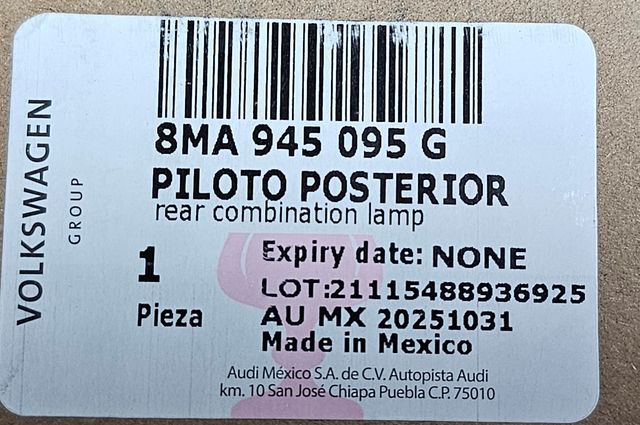 VOLKSWAGEN
GROUP
8MA 945 095 G
PILOTO POSTERIOR
rear combination lamp
1
Pieza
Expiry date: NONE
LOT:21115488936925
AU MX 20251031
Made in Mexico
Audi México S.A. de C.V. Autopista Audi
km. 10 San José Chiapa Puebla C.P. 75010